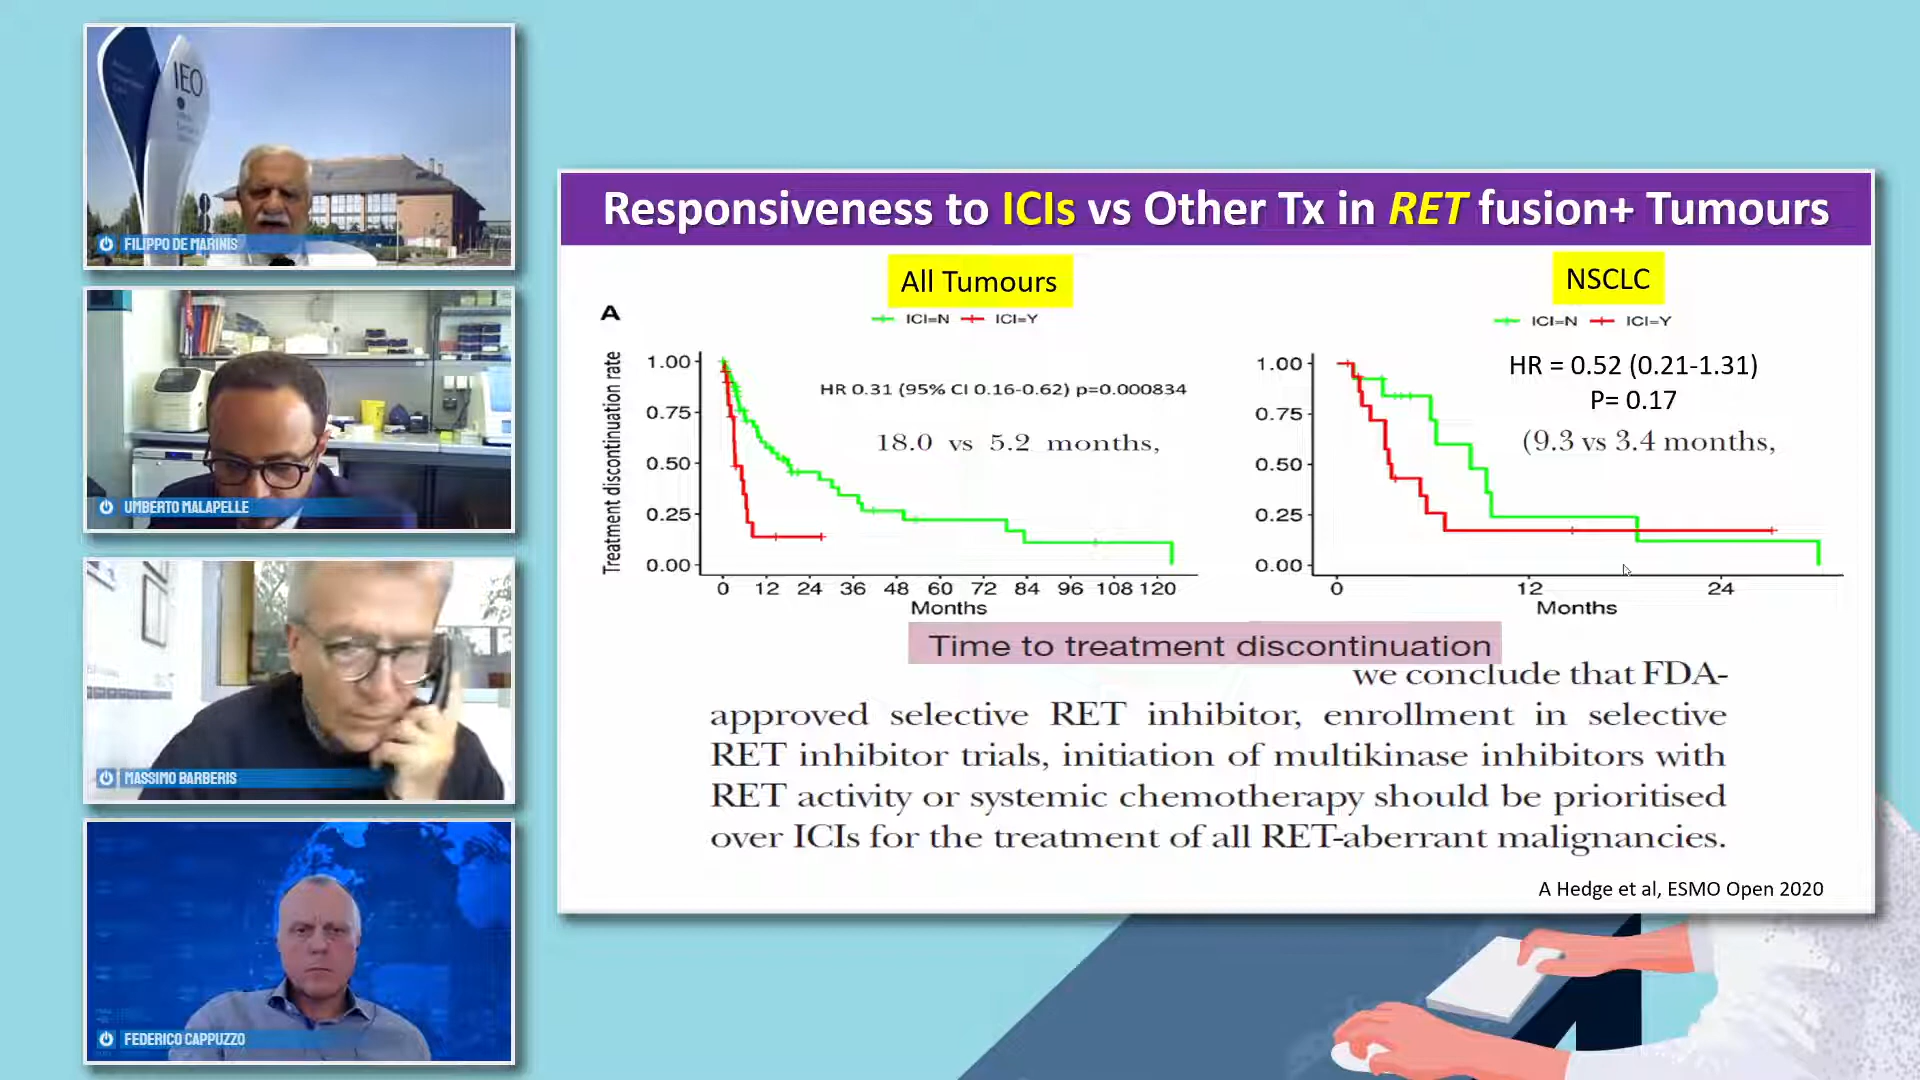 IEO
FILIPPO DE MARINIS
UMBERTO MALAPELLE
MASSIMO BARBERIS
FEDERICO CAPPUZZO
Responsiveness to ICIs vs Other Tx in RET fusion+ Tumours
All Tumours
A
ICI=N ICI=Y
Treatment discontinuation rate
1.00
0.75
0.50
0.25
0.00
HR 0.31 (95% CI 0.16-0.62) p=0.000834
18.0 vs 5.2 months,
0 12 24 36 48 60 72 84 96 108 120
Months
NSCLC
ICI=N ICI=Y
1.00
0.75
0.50
0.25
0.00
HR = 0.52 (0.21-1.31)
P= 0.17
(9.3 vs 3.4 months,
0 12 24
Months
Time to treatment discontinuation
we conclude that FDA-
approved selective RET inhibitor, enrollment in selective
RET inhibitor trials, initiation of multikinase inhibitors with
RET activity or systemic chemotherapy should be prioritised
over ICIs for the treatment of all RET-aberrant malignancies.
A Hedge et al, ESMO Open 2020